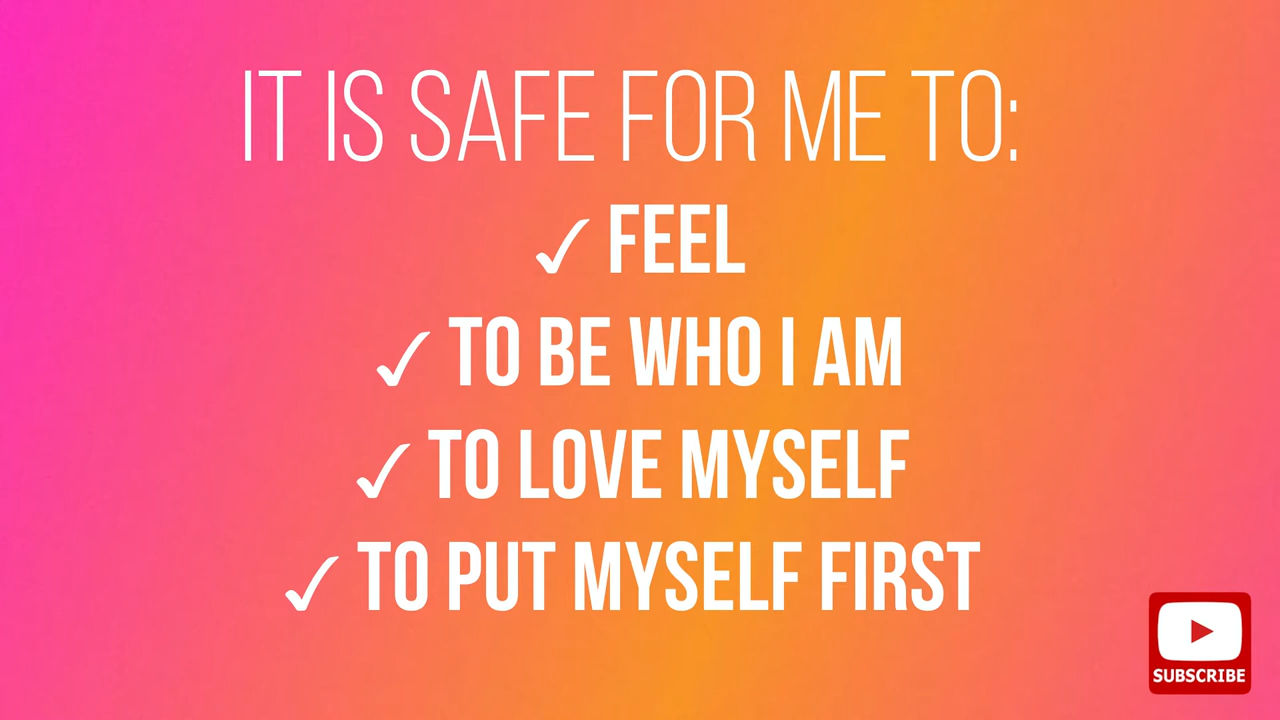 IT IS SAFE FOR ME TO:
✓ FEEL
✓ TO BE WHO I AM
✓ TO LOVE MYSELF
✓ TO PUT MYSELF FIRST
SUBSCRIBE